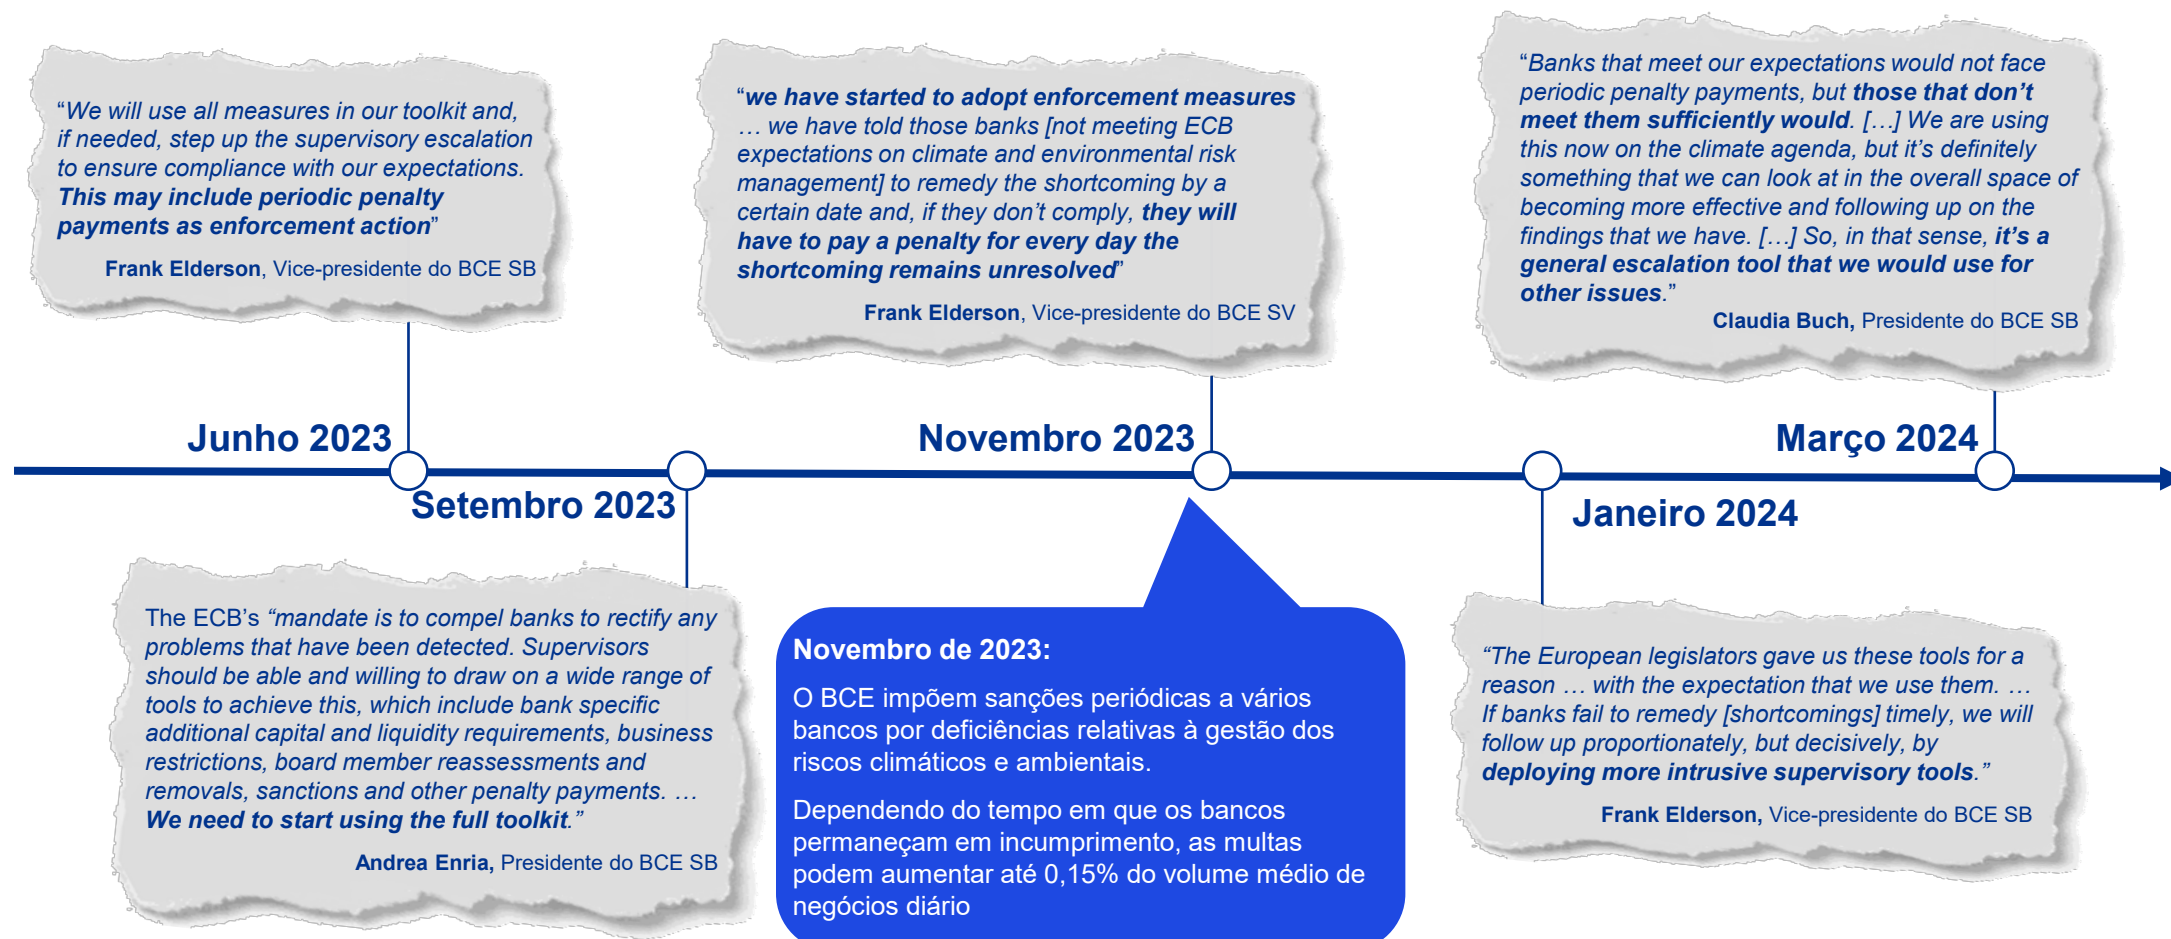 “We will use all measures in our toolkit and,
if needed, step up the supervisory escalation
to ensure compliance with our expectations.
This may include periodic penalty
payments as enforcement action”
Frank Elderson, Vice-presidente do BCE SB
“we have started to adopt enforcement measures
… we have told those banks [not meeting ECB
expectations on climate and environmental risk
management] to remedy the shortcoming by a
certain date and, if they don’t comply, they will
have to pay a penalty for every day the
shortcoming remains unresolved”
Frank Elderson, Vice-presidente do BCE SV
“Banks that meet our expectations would not face
periodic penalty payments, but those that don’t
meet them sufficiently would. […] We are using
this now on the climate agenda, but it’s definitely
something that we can look at in the overall space of
becoming more effective and following up on the
findings that we have. […] So, in that sense, it’s a
general escalation tool that we would use for
other issues.”
Claudia Buch, Presidente do BCE SB
Junho 2023
Novembro 2023
Março 2024
Setembro 2023
Janeiro 2024
The ECB’s “mandate is to compel banks to rectify any
problems that have been detected. Supervisors
should be able and willing to draw on a wide range of
tools to achieve this, which include bank specific
additional capital and liquidity requirements, business
restrictions, board member reassessments and
removals, sanctions and other penalty payments. …
We need to start using the full toolkit.”
Andrea Enria, Presidente do BCE SB
Novembro de 2023:
O BCE impõem sanções periódicas a vários
bancos por deficiências relativas à gestão dos
riscos climáticos e ambientais.
Dependendo do tempo em que os bancos
permaneçam em incumprimento, as multas
podem aumentar até 0,15% do volume médio de
negócios diário
“The European legislators gave us these tools for a
reason … with the expectation that we use them. …
If banks fail to remedy [shortcomings] timely, we will
follow up proportionately, but decisively, by
deploying more intrusive supervisory tools.”
Frank Elderson, Vice-presidente do BCE SB